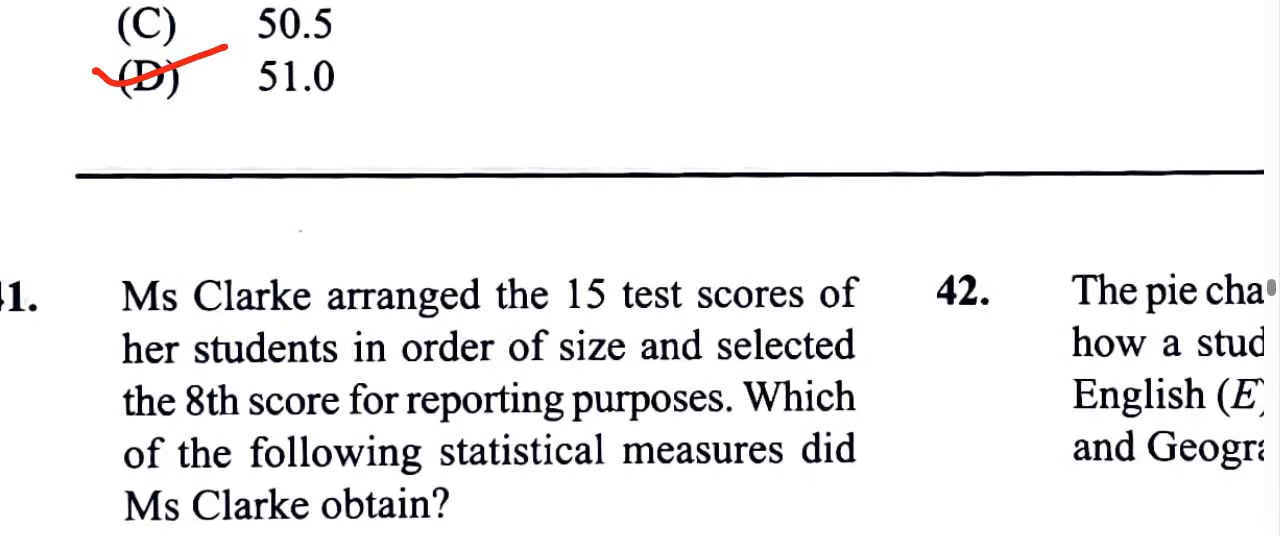 (C) 50.5
(D) 51.0
1. Ms Clarke arranged the 15 test scores of
her students in order of size and selected
the 8th score for reporting purposes. Which
of the following statistical measures did
Ms Clarke obtain?
42. The pie cha
how a stud
English (E)
and Geogra